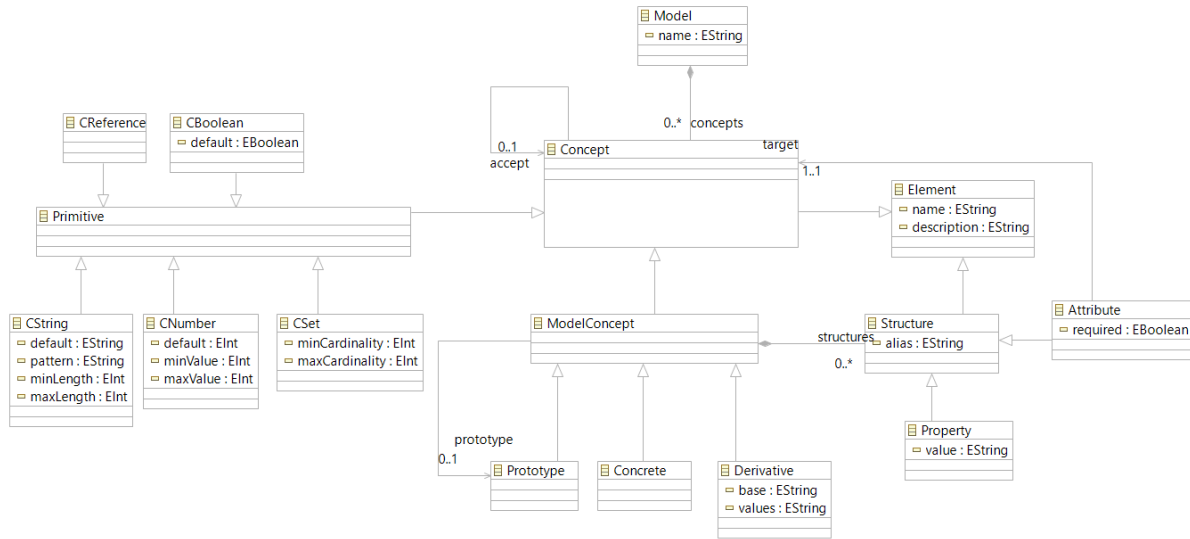 Model
name : EString
CReference
CBoolean
default : EBoolean
0..1
accept
0..* concepts
Concept
target
1..1
Element
name : EString
description : EString
Primitive
CString
default : EString
pattern : EString
minLength : EInt
maxLength : EInt
CNumber
default : EInt
minValue : EInt
maxValue : EInt
CSet
minCardinality : EInt
maxCardinality : EInt
ModelConcept
structures
0..*
Structure
alias : EString
Attribute
required : EBoolean
prototype
0..1
Prototype
Concrete
Derivative
base : EString
values : EString
Property
value : EString